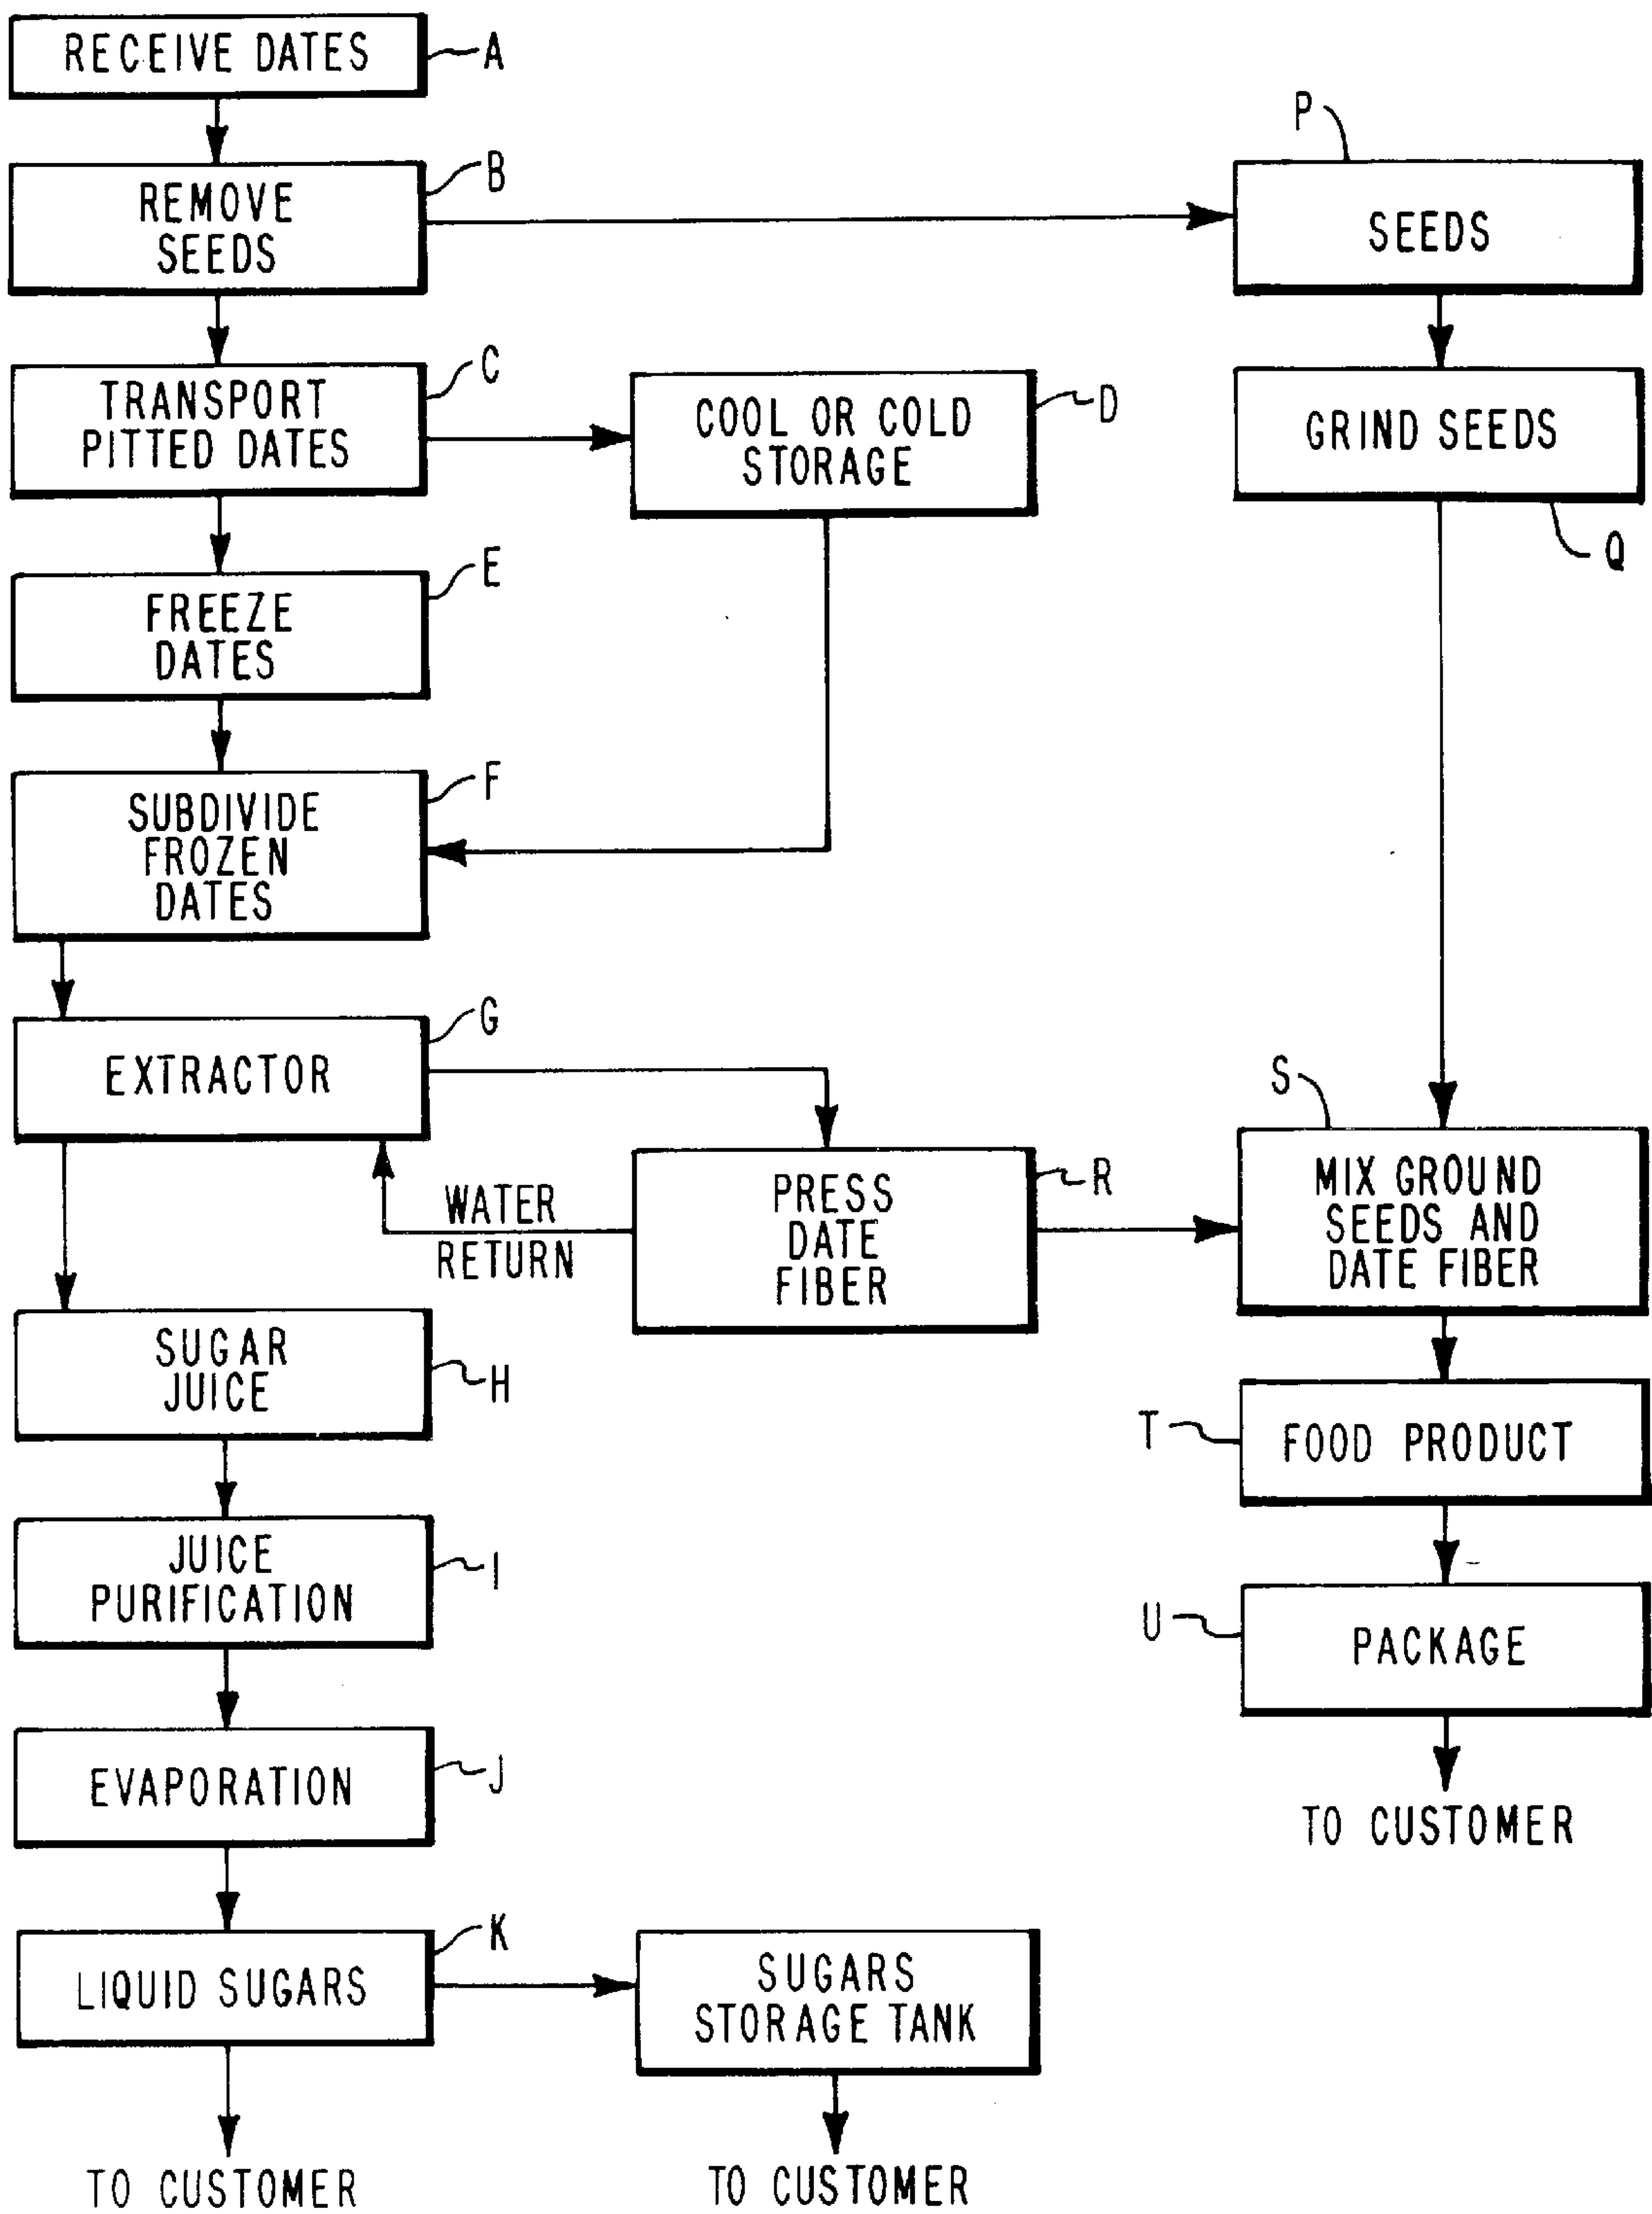 RECEIVE DATES
A
REMOVE
SEEDS
B
P
SEEDS
TRANSPORT
PITTED DATES
C
COOL OR COLD
STORAGE
D
GRIND SEEDS
Q
FREEZE
DATES
E
SUBDIVIDE
FROZEN
DATES
F
EXTRACTOR
G
WATER
RETURN
PRESS
DATE
FIBER
R
S
MIX GROUND
SEEDS AND
DATE FIBER
SUGAR
JUICE
H
T
FOOD PRODUCT
JUICE
PURIFICATION
I
U
PACKAGE
TO CUSTOMER
EVAPORATION
J
LIQUID SUGARS
K
SUGARS
STORAGE TANK
TO CUSTOMER
TO CUSTOMER